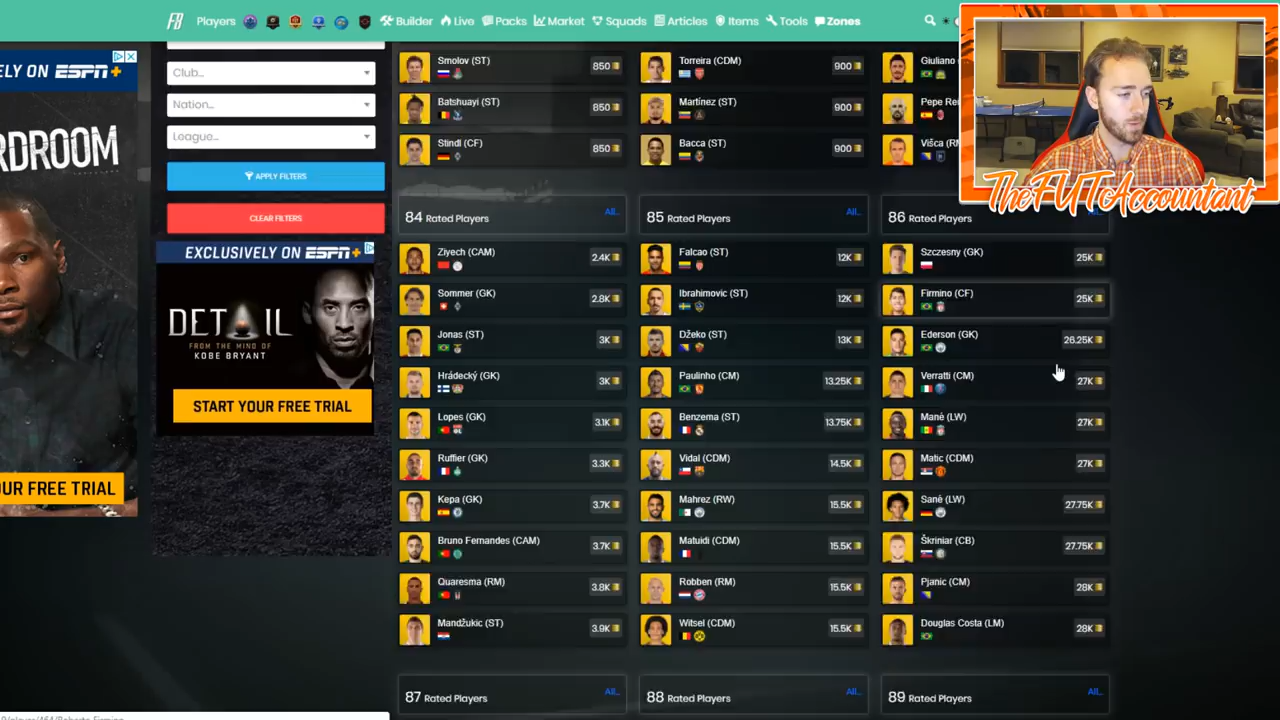 F8 Players Builder Live Packs Market Squads Articles Items Tools Zones
ELY ON ESPN+
RDROOM
UR FREE TRIAL
Club...
Nation...
League...
APPLY FILTERS
CLEAR FILTERS
EXCLUSIVELY ON ESPN+
DETAIL
FROM THE MIND OF
KOBE BRYANT
START YOUR FREE TRIAL
Smolov (ST) 850
Batshuayi (ST) 850
Stindl (CF) 850
Torreira (CDM) 900
Martínez (ST) 900
Bacca (ST) 900
Giuliano
Pepe Re
Višća (R
TheFUTAccountant
84 Rated Players All..
Ziyech (CAM) 2.4K
Sommer (GK) 2.8K
Jonas (ST) 3K
Hrádecký (GK) 3K
Lopes (GK) 3.1K
Ruffier (GK) 3.3K
Kepa (GK) 3.7K
Bruno Fernandes (CAM) 3.7K
Quaresma (RM) 3.8K
Mandžukic (ST) 3.9K
85 Rated Players All..
Falcao (ST) 12K
Ibrahimovic (ST) 12K
Džeko (ST) 13K
Paulinho (CM) 13.25K
Benzema (ST) 13.75K
Vidal (CDM) 14.5K
Mahrez (RW) 15.5K
Matuidi (CDM) 15.5K
Robben (RM) 15.5K
Witsel (CDM) 15.5K
86 Rated Players
Szczesny (GK) 25K
Firmino (CF) 25K
Ederson (GK) 26.25K
Verratti (CM) 27K
Mané (LW) 27K
Matic (CDM) 27K
Sané (LW) 27.75K
Škriniar (CB) 27.75K
Pjanic (CM) 28K
Douglas Costa (LM) 28K
87 Rated Players All..
88 Rated Players All..
89 Rated Players All..